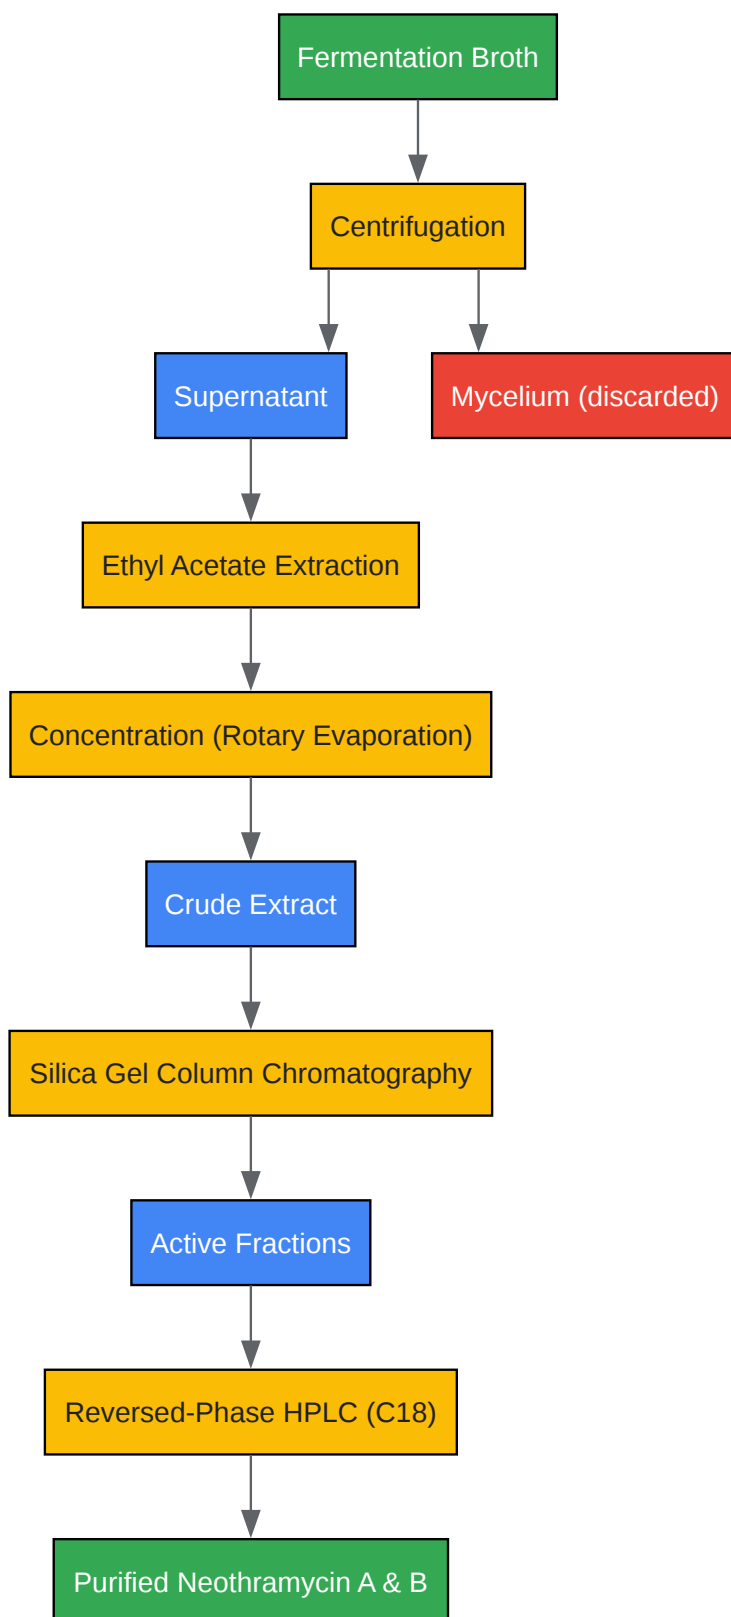 Fermentation Broth
Centrifugation
Supernatant
Mycelium (discarded)
Ethyl Acetate Extraction
Concentration (Rotary Evaporation)
Crude Extract
Silica Gel Column Chromatography
Active Fractions
Reversed-Phase HPLC (C18)
Purified Neothramycin A & B